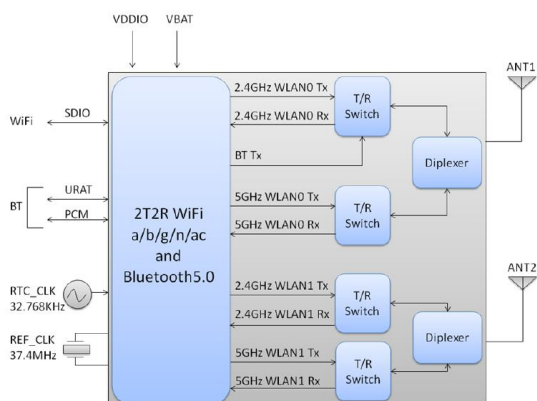 VDDIO VBAT
ANT1
2.4GHz WLAN0 Tx
T/R
Switch
WiFi SDIO
2.4GHz WLAN0 Rx
BT Tx
Diplexer
BT
URAT
PCM
2T2R WiFi
a/b/g/n/ac
and
Bluetooth5.0
5GHz WLAN0 Tx
T/R
Switch
5GHz WLAN0 Rx
ANT2
RTC_CLK
32.768KHz
2.4GHz WLAN1 Tx
T/R
Switch
2.4GHz WLAN1 Rx
Diplexer
REF_CLK
37.4MHz
5GHz WLAN1 Tx
T/R
Switch
5GHz WLAN1 Rx